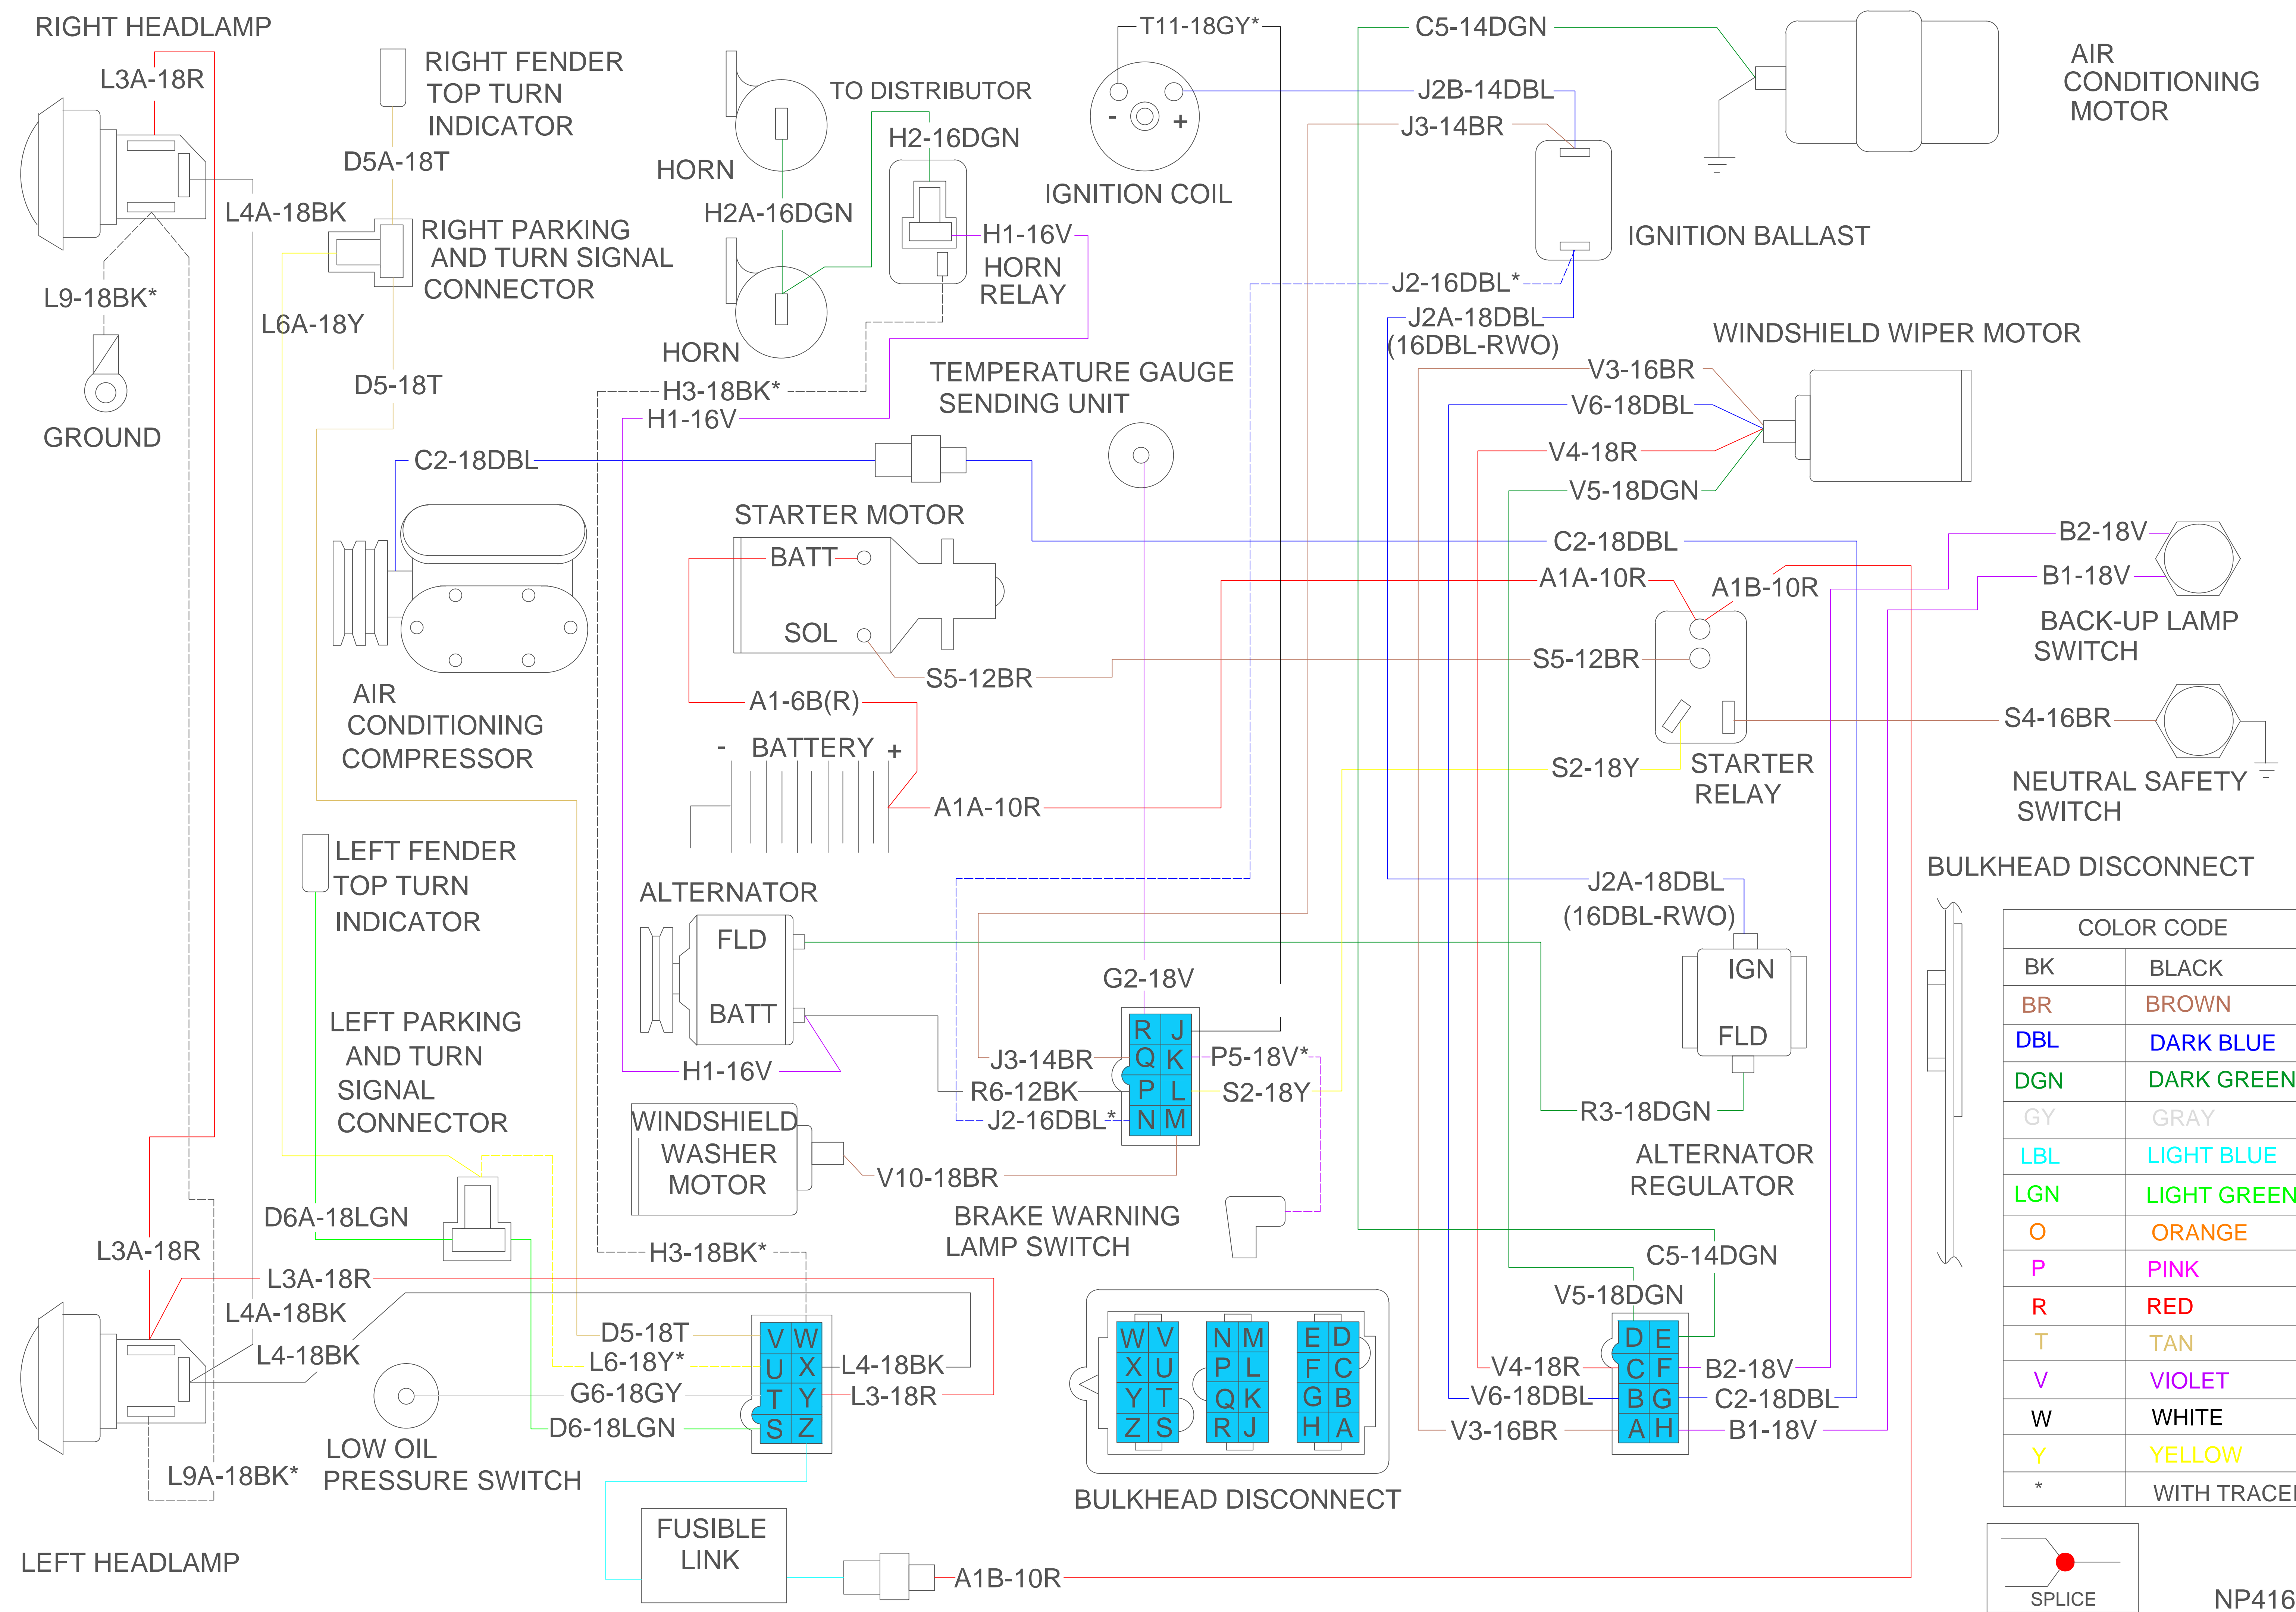 RIGHT HEADLAMP
L3A-18R
L4A-18BK
L9-18BK*
GROUND
RIGHT FENDER
TOP TURN
INDICATOR
D5A-18T
RIGHT PARKING
AND TURN SIGNAL
CONNECTOR
L6A-18Y
D5-18T
HORN
H2A-16DGN
HORN
TO DISTRIBUTOR
H2-16DGN
H1-16V
HORN
RELAY
H3-18BK*
H1-16V
T11-18GY*
-
+
IGNITION COIL
C5-14DGN
J2B-14DBL
J3-14BR
AIR
CONDITIONING
MOTOR
IGNITION BALLAST
J2-16DBL*
J2A-18DBL
(16DBL-RWO)
TEMPERATURE GAUGE
SENDING UNIT
WINDSHIELD WIPER MOTOR
V3-16BR
V6-18DBL
V4-18R
V5-18DGN
C2-18DBL
AIR
CONDITIONING
COMPRESSOR
STARTER MOTOR
BATT
SOL
S5-12BR
A1-6B(R)
-
BATTERY
+
A1A-10R
C2-18DBL
A1A-10R
A1B-10R
S5-12BR
S2-18Y
STARTER
RELAY
B2-18V
B1-18V
BACK-UP LAMP
SWITCH
S4-16BR
NEUTRAL SAFETY
SWITCH
LEFT FENDER
TOP TURN
INDICATOR
LEFT PARKING
AND TURN
SIGNAL
CONNECTOR
D6A-18LGN
ALTERNATOR
FLD
BATT
H1-16V
G2-18V
R J
Q K
P L
N M
J3-14BR
R6-12BK
J2-16DBL*
P5-18V*
S2-18Y
WINDSHIELD
WASHER
MOTOR
V10-18BR
BRAKE WARNING
LAMP SWITCH
J2A-18DBL
(16DBL-RWO)
IGN
FLD
R3-18DGN
ALTERNATOR
REGULATOR
BULKHEAD DISCONNECT
COLOR CODE
BK BLACK
BR BROWN
DBL DARK BLUE
DGN DARK GREEN
GY GRAY
LBL LIGHT BLUE
LGN LIGHT GREEN
O ORANGE
P PINK
R RED
T TAN
V VIOLET
W WHITE
Y YELLOW
* WITH TRACE
L3A-18R
L3A-18R
L4A-18BK
L4-18BK
L9A-18BK*
LEFT HEADLAMP
LOW OIL
PRESSURE SWITCH
H3-18BK*
D5-18T
L6-18Y*
G6-18GY
D6-18LGN
V W
U X
T Y
S Z
L4-18BK
L3-18R
FUSIBLE
LINK
A1B-10R
W V N M E D
X U P L F C
Y T Q K G B
Z S R J H A
BULKHEAD DISCONNECT
C5-14DGN
V5-18DGN
V4-18R
V6-18DBL
V3-16BR
D E
C F
B G
A H
B2-18V
C2-18DBL
B1-18V
SPLICE
NP416